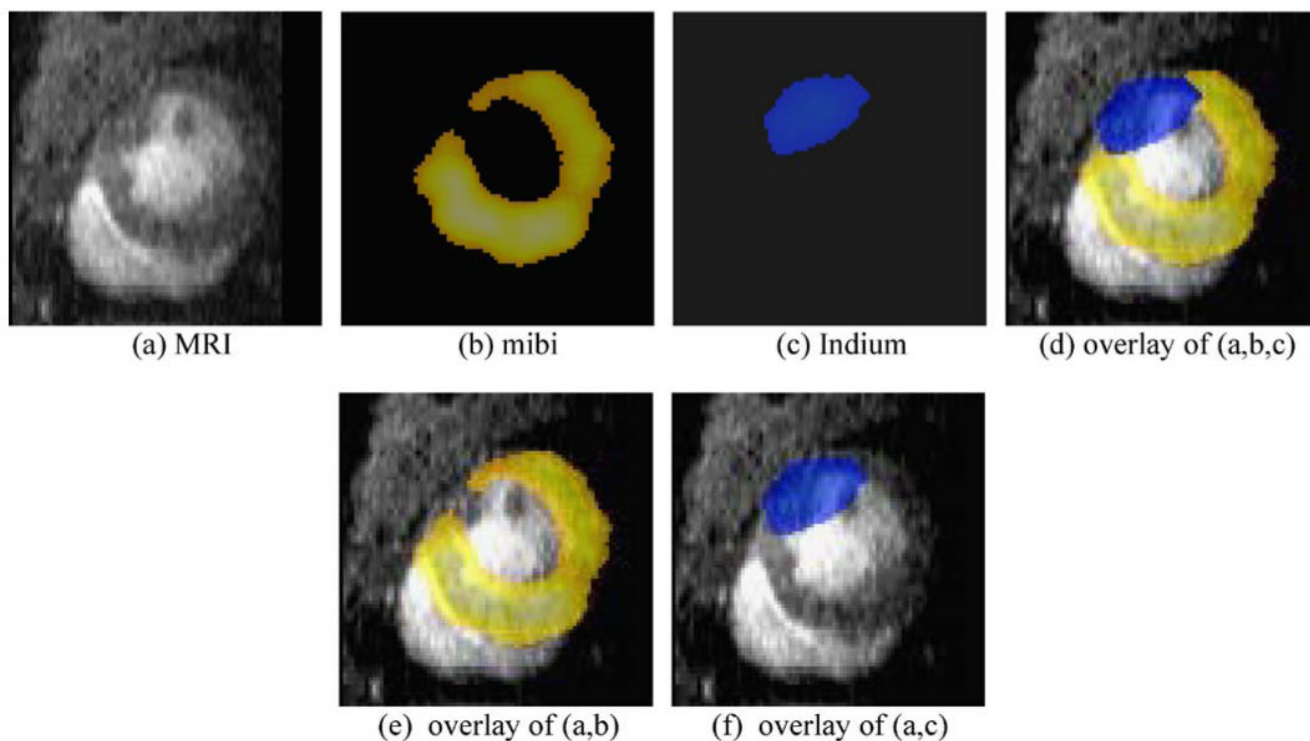 (a) MRI
(b) mibi
(c) Indium
(d) overlay of (a,b,c)
(e) overlay of (a,b)
(f) overlay of (a,c)